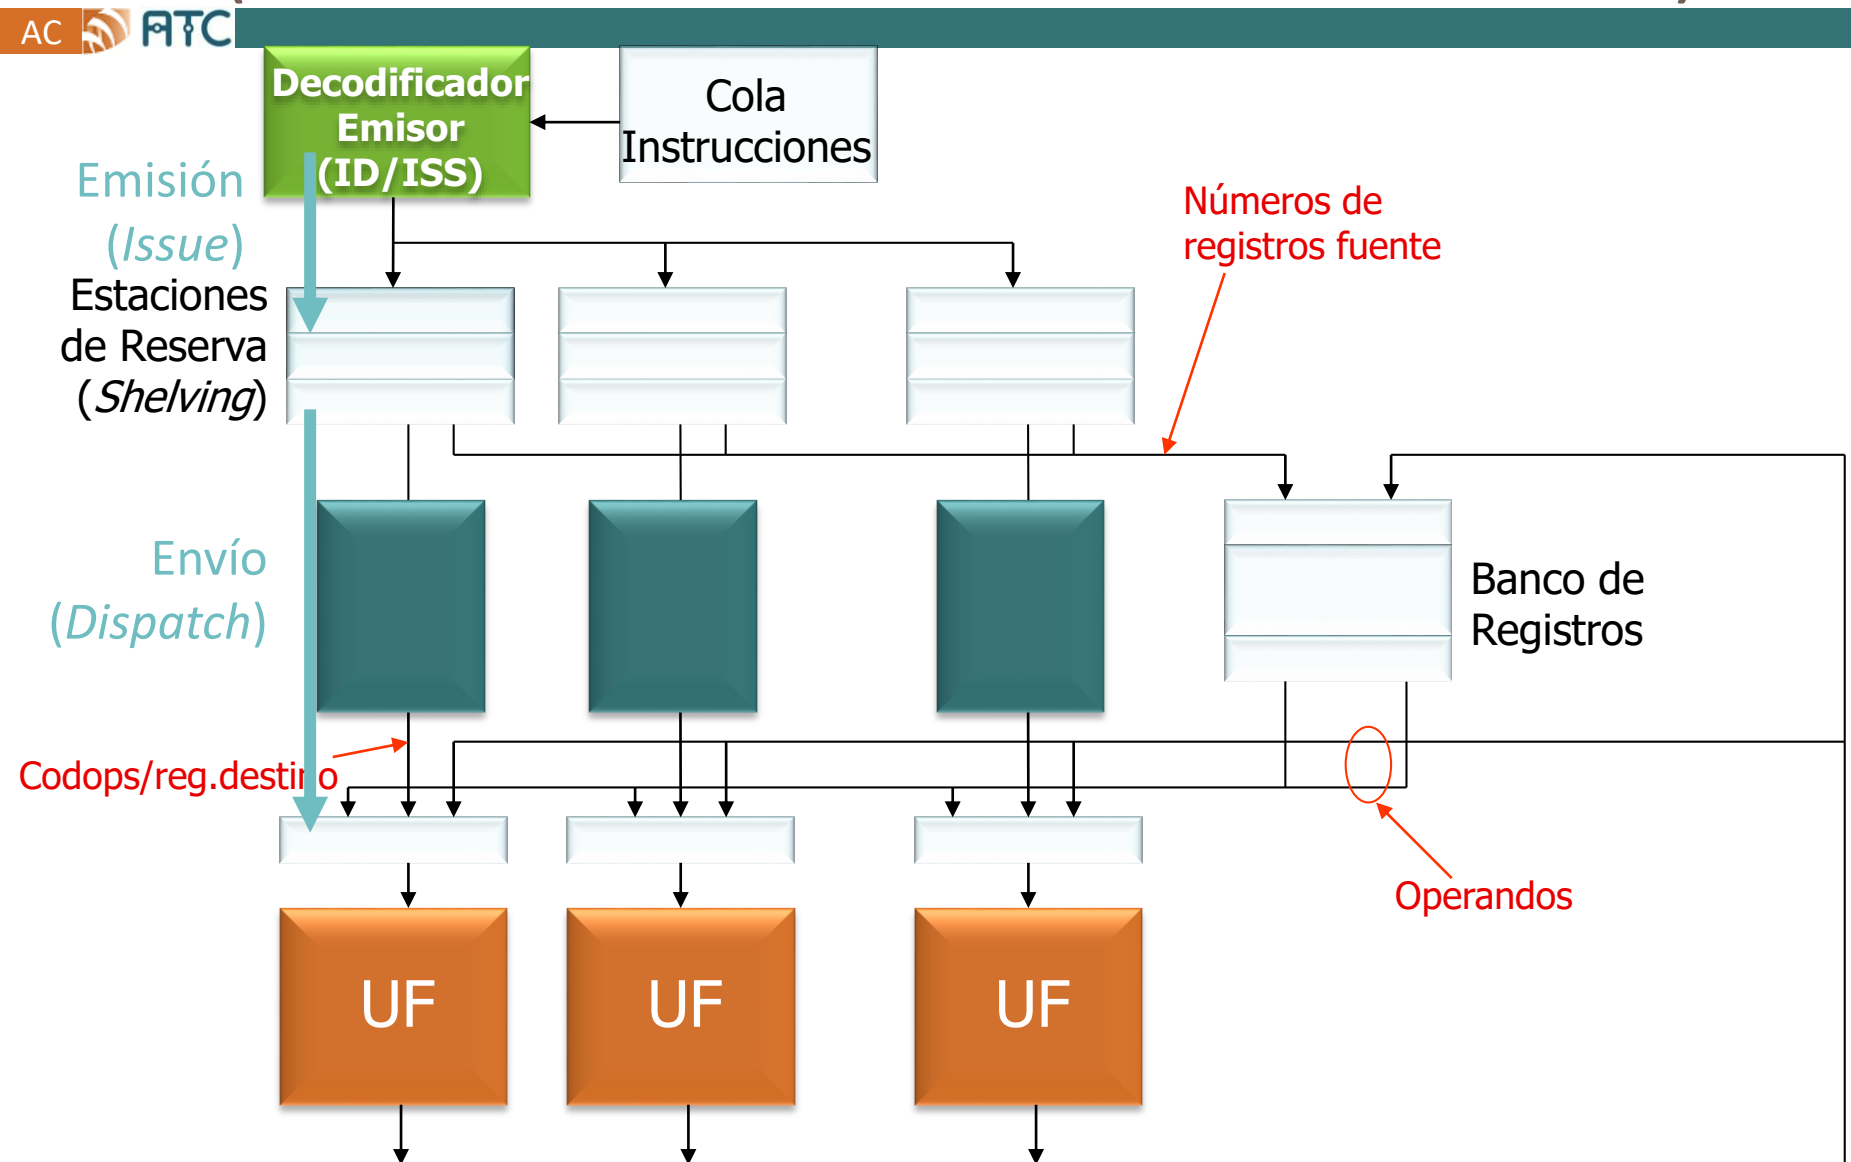 AC
ATC
Decodificador
Emisor
(ID/ISS)
Cola
Instrucciones
Emisión
(Issue)
Números de
registros fuente
Estaciones
de Reserva
(Shelving)
Envío
(Dispatch)
Banco de
Registros
Codops/reg.destino
Operandos
UF
UF
UF